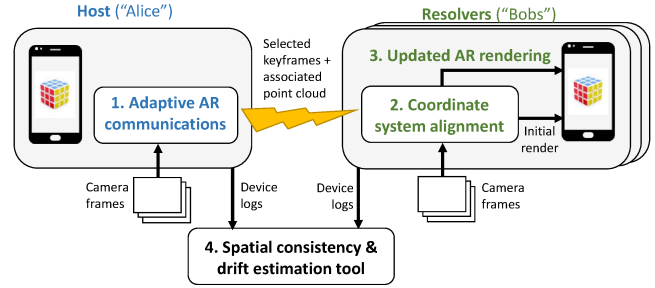 Host (“Alice”)
Resolvers (“Bobs”)
Selected
keyframes +
associated
point cloud
1. Adaptive AR
communications
3. Updated AR rendering
2. Coordinate
system alignment
Initial
render
Camera
frames
Device
logs
Device
logs
Camera
frames
4. Spatial consistency &
drift estimation tool